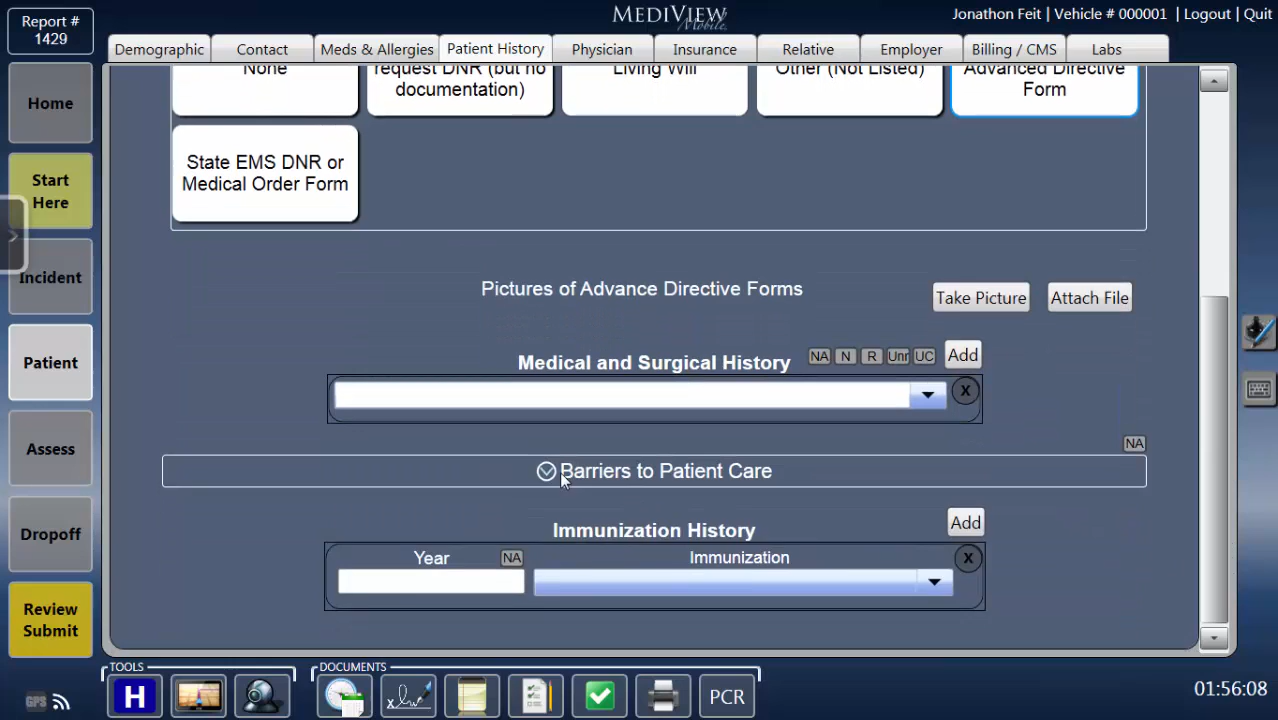 Report #
1429
MEDIVIEW
Mobile
Jonathon Feit | Vehicle # 000001 | Logout | Quit
Demographic
Contact
Meds & Allergies
Patient History
Physician
Insurance
Relative
Employer
Billing / CMS
Labs
Home
Start
Here
Incident
Patient
Assess
Dropoff
Review
Submit
None
request DNR (but no
documentation)
Living Will
Other (Not Listed)
Advanced Directive
Form
State EMS DNR or
Medical Order Form
Pictures of Advance Directive Forms
Take Picture
Attach File
Medical and Surgical History
NA
N
R
Unr
UC
Add
X
NA
Barriers to Patient Care
Immunization History
Add
Year
NA
Immunization
X
TOOLS
DOCUMENTS
H
PCR
GPS
01:56:08